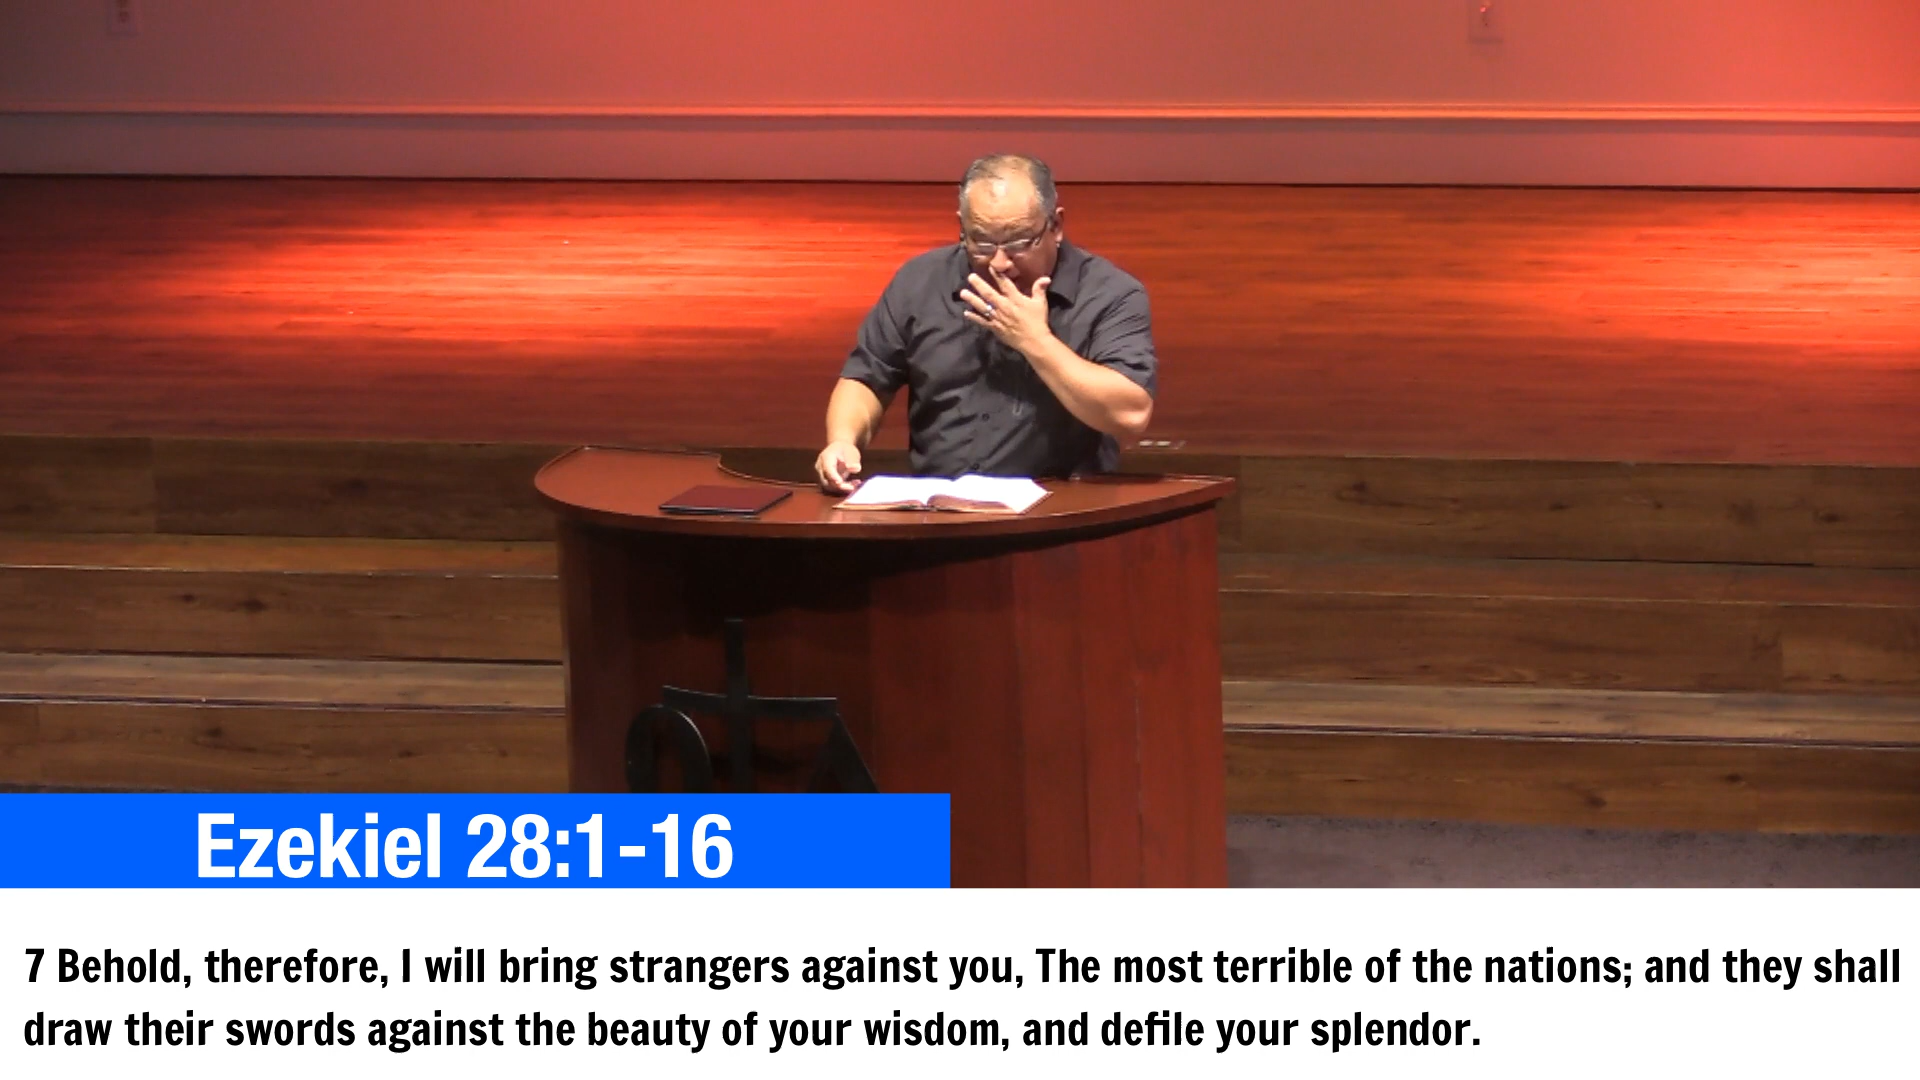 Ezekiel 28:1-16
7 Behold, therefore, I will bring strangers against you, The most terrible of the nations; and they shall
draw their swords against the beauty of your wisdom, and defile your splendor.